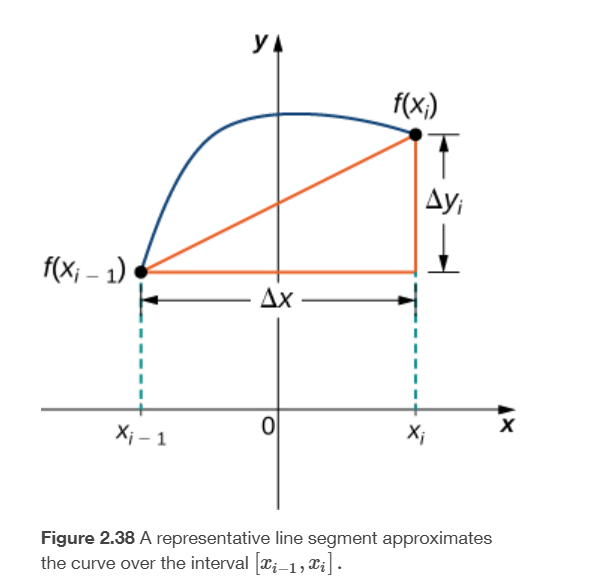 y
f(xᵢ)
Δyᵢ
f(xᵢ₋₁)
Δx
xᵢ₋₁
0
xᵢ
x
Figure 2.38 A representative line segment approximates
the curve over the interval [xᵢ₋₁, xᵢ].